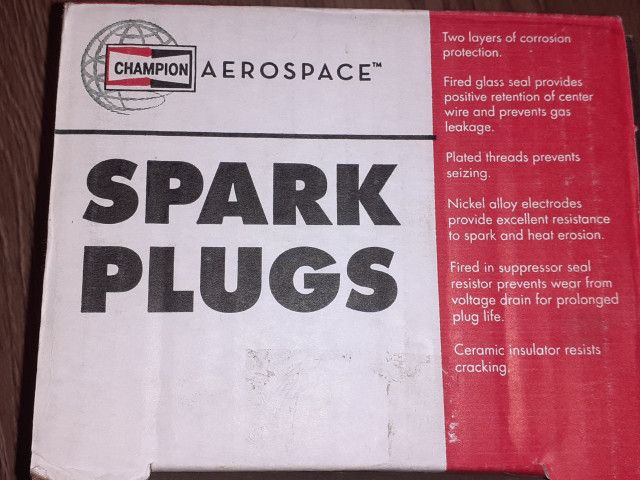 CHAMPION AEROSPACE™
SPARK
PLUGS
Two layers of corrosion
protection.
Fired glass seal provides
positive retention of center
wire and prevents gas
leakage.
Plated threads prevents
seizing.
Nickel alloy electrodes
provide excellent resistance
to spark and heat erosion.
Fired in suppressor seal
resistor prevents wear from
voltage drain for prolonged
plug life.
Ceramic insulator resists
cracking.